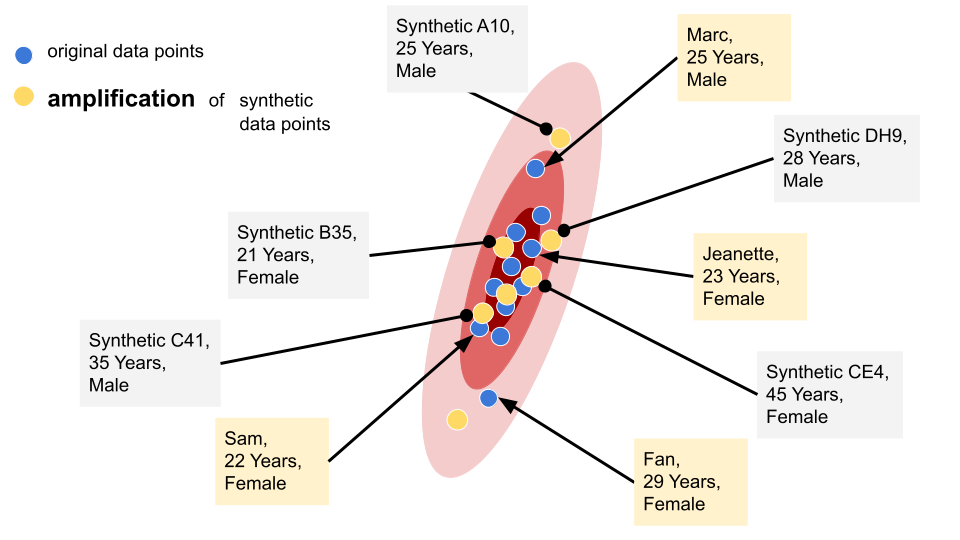 original data points
amplification of synthetic
data points
Synthetic A10,
25 Years,
Male
Marc,
25 Years,
Male
Synthetic DH9,
28 Years,
Male
Synthetic B35,
21 Years,
Female
Jeanette,
23 Years,
Female
Synthetic C41,
35 Years,
Male
Synthetic CE4,
45 Years,
Female
Sam,
22 Years,
Female
Fan,
29 Years,
Female